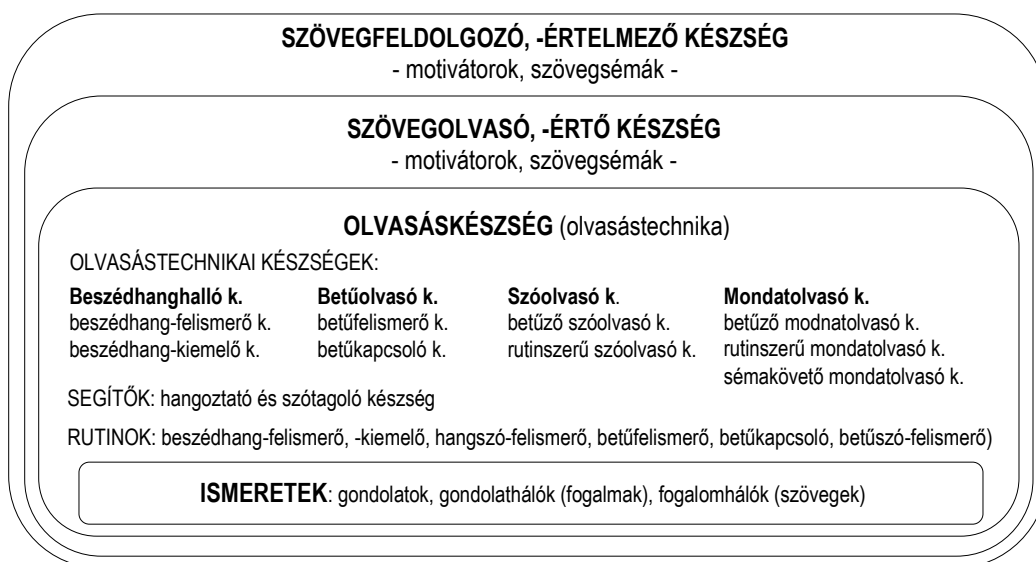 SZÖVEGFELDOLGOZÓ, -ÉRTELMEZŐ KÉSZSÉG
- motivátorok, szövegsémák -
SZÖVEGOLVASÓ, -ÉRTŐ KÉSZSÉG
- motivátorok, szövegsémák -
OLVASÁSKÉSZSÉG (olvasástechnika)
OLVASÁSTECHNIKAI KÉSZSÉGEK:
Beszédhanghalló k.
beszédhang-felismerő k.
beszédhang-kiemelő k.
Betűolvasó k.
betűfelismerő k.
betűkapcsoló k.
Szóolvasó k.
betűző szóolvasó k.
rutinszerű szóolvasó k.
Mondatolvasó k.
betűző modnatolvasó k.
rutinszerű mondatolvasó k.
sémakövető mondatolvasó k.
SEGÍTŐK: hangoztató és szótagoló készség
RUTINOK: beszédhang-felismerő, -kiemelő, hangszó-felismerő, betűfelismerő, betűkapcsoló, betűszó-felismerő)
ISMERETEK: gondolatok, gondolathálók (fogalmak), fogalomhálók (szövegek)